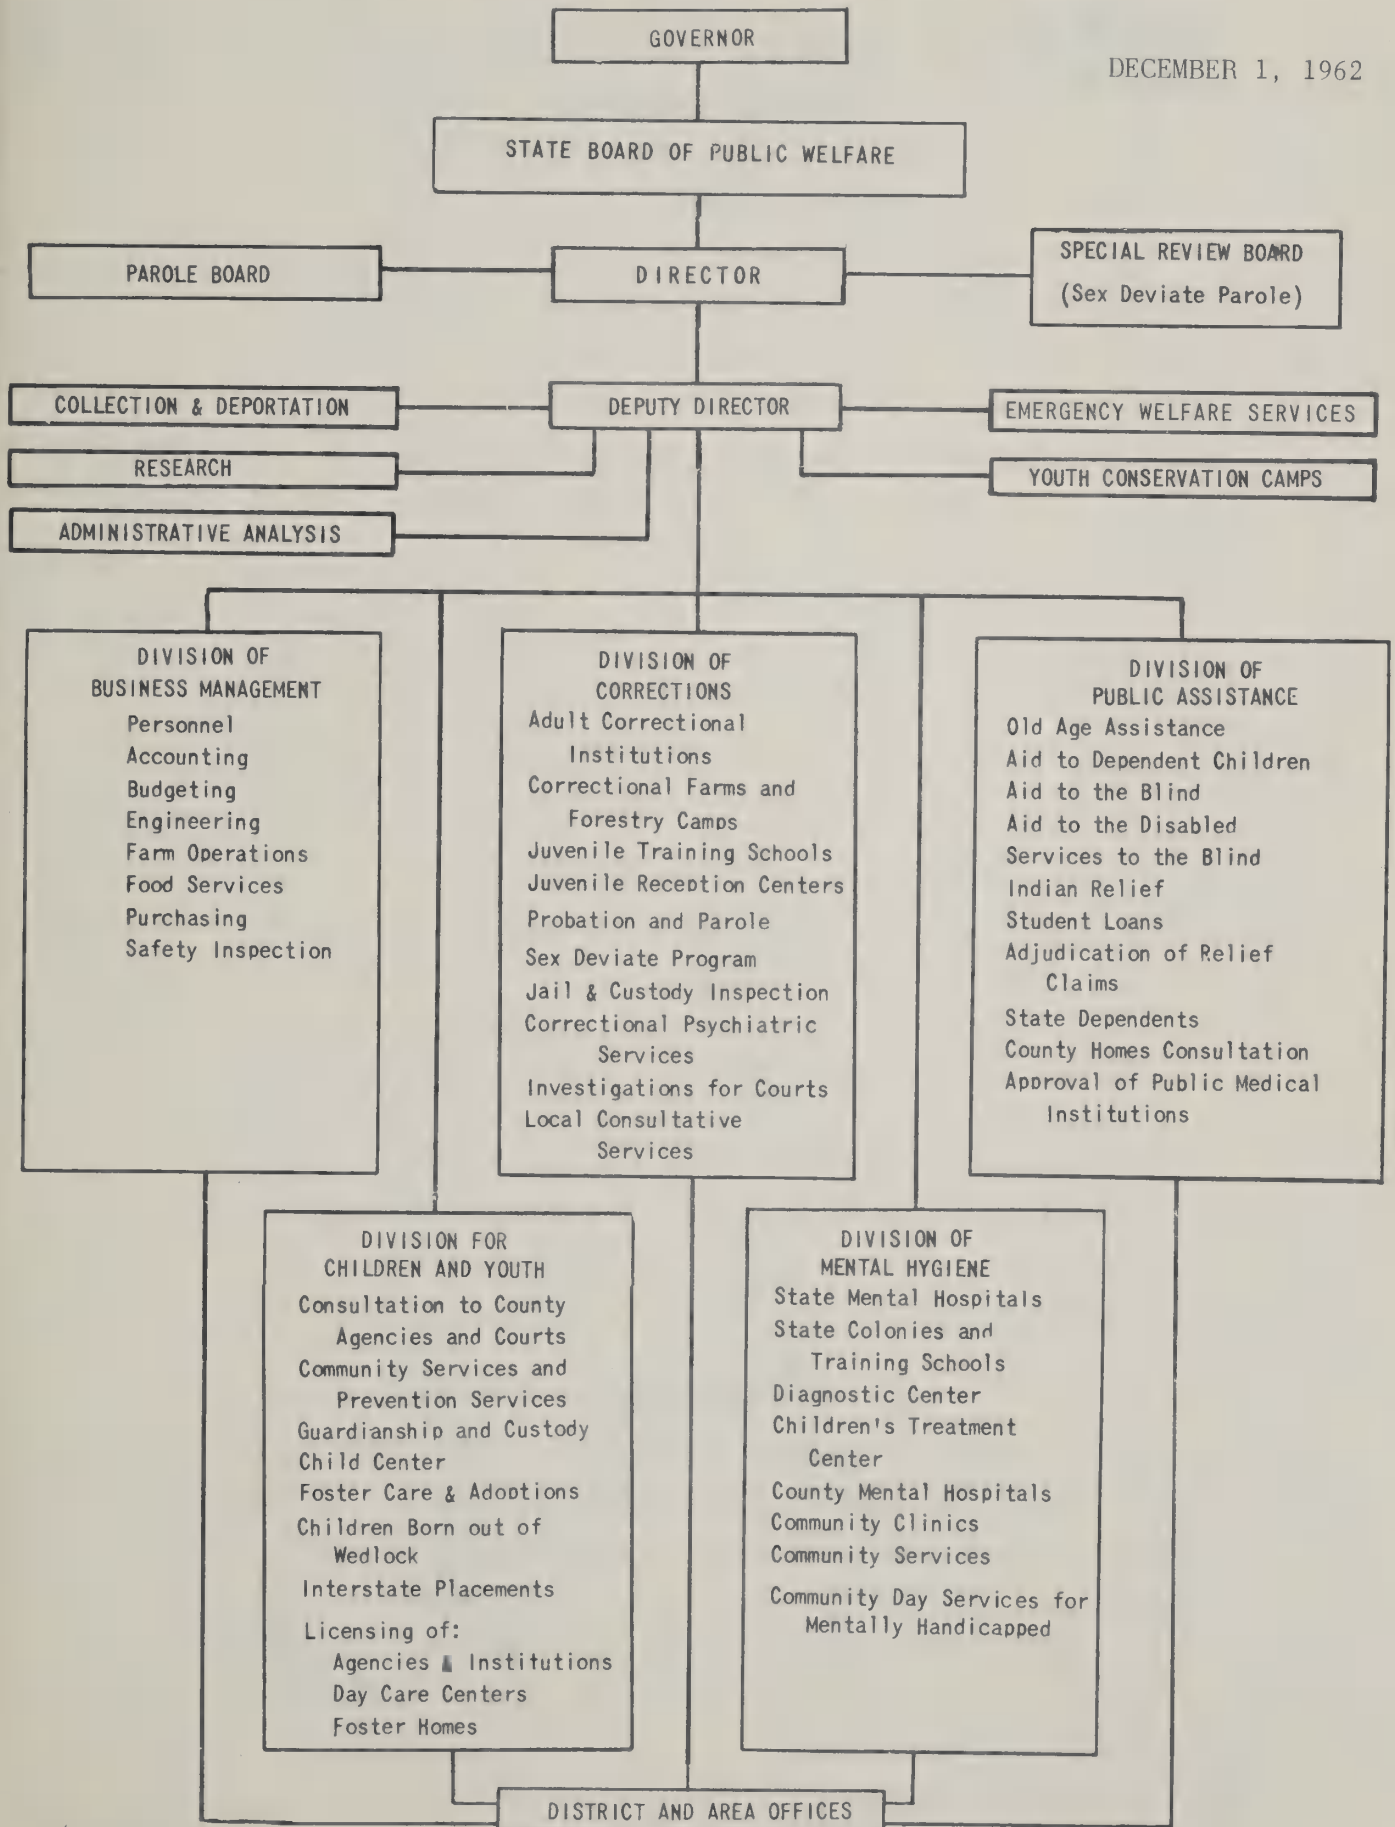 GOVERNOR
DECEMBER 1, 1962
STATE BOARD OF PUBLIC WELFARE
PAROLE BOARD
DIRECTOR
SPECIAL REVIEW BOARD
(Sex Deviate Parole)
COLLECTION & DEPORTATION
DEPUTY DIRECTOR
EMERGENCY WELFARE SERVICES
RESEARCH
YOUTH CONSERVATION CAMPS
ADMINISTRATIVE ANALYSIS
DIVISION OF
BUSINESS MANAGEMENT
Personnel
Accounting
Budgeting
Engineering
Farm Operations
Food Services
Purchasing
Safety Inspection
DIVISION OF
CORRECTIONS
Adult Correctional
Institutions
Correctional Farms and
Forestry Camps
Juvenile Training Schools
Juvenile Reception Centers
Probation and Parole
Sex Deviate Program
Jail & Custody Inspection
Correctional Psychiatric
Services
Investigations for Courts
Local Consultative
Services
DIVISION OF
PUBLIC ASSISTANCE
Old Age Assistance
Aid to Dependent Children
Aid to the Blind
Aid to the Disabled
Services to the Blind
Indian Relief
Student Loans
Adjudication of Relief
Claims
State Dependents
County Homes Consultation
Approval of Public Medical
Institutions
DIVISION FOR
CHILDREN AND YOUTH
Consultation to County
Agencies and Courts
Community Services and
Prevention Services
Guardianship and Custody
Child Center
Foster Care & Adoptions
Children Born out of
Wedlock
Interstate Placements
Licensing of:
Agencies & Institutions
Day Care Centers
Foster Homes
DIVISION OF
MENTAL HYGIENE
State Mental Hospitals
State Colonies and
Training Schools
Diagnostic Center
Children's Treatment
Center
County Mental Hospitals
Community Clinics
Community Services
Community Day Services for
Mentally Handicapped
DISTRICT AND AREA OFFICES